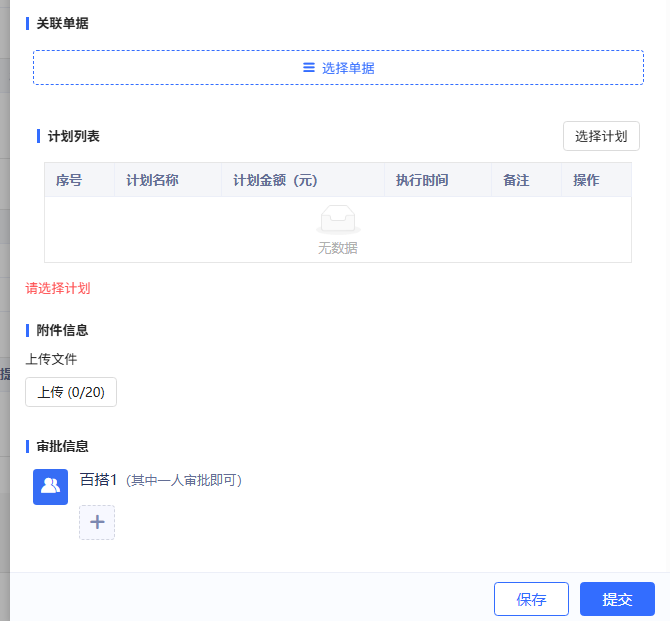 关联单据
选择单据
计划列表
选择计划
序号 计划名称 计划金额（元） 执行时间 备注 操作
无数据
请选择计划
附件信息
上传文件
上传 (0/20)
提
审批信息
百搭1（其中一人审批即可）
保存 提交